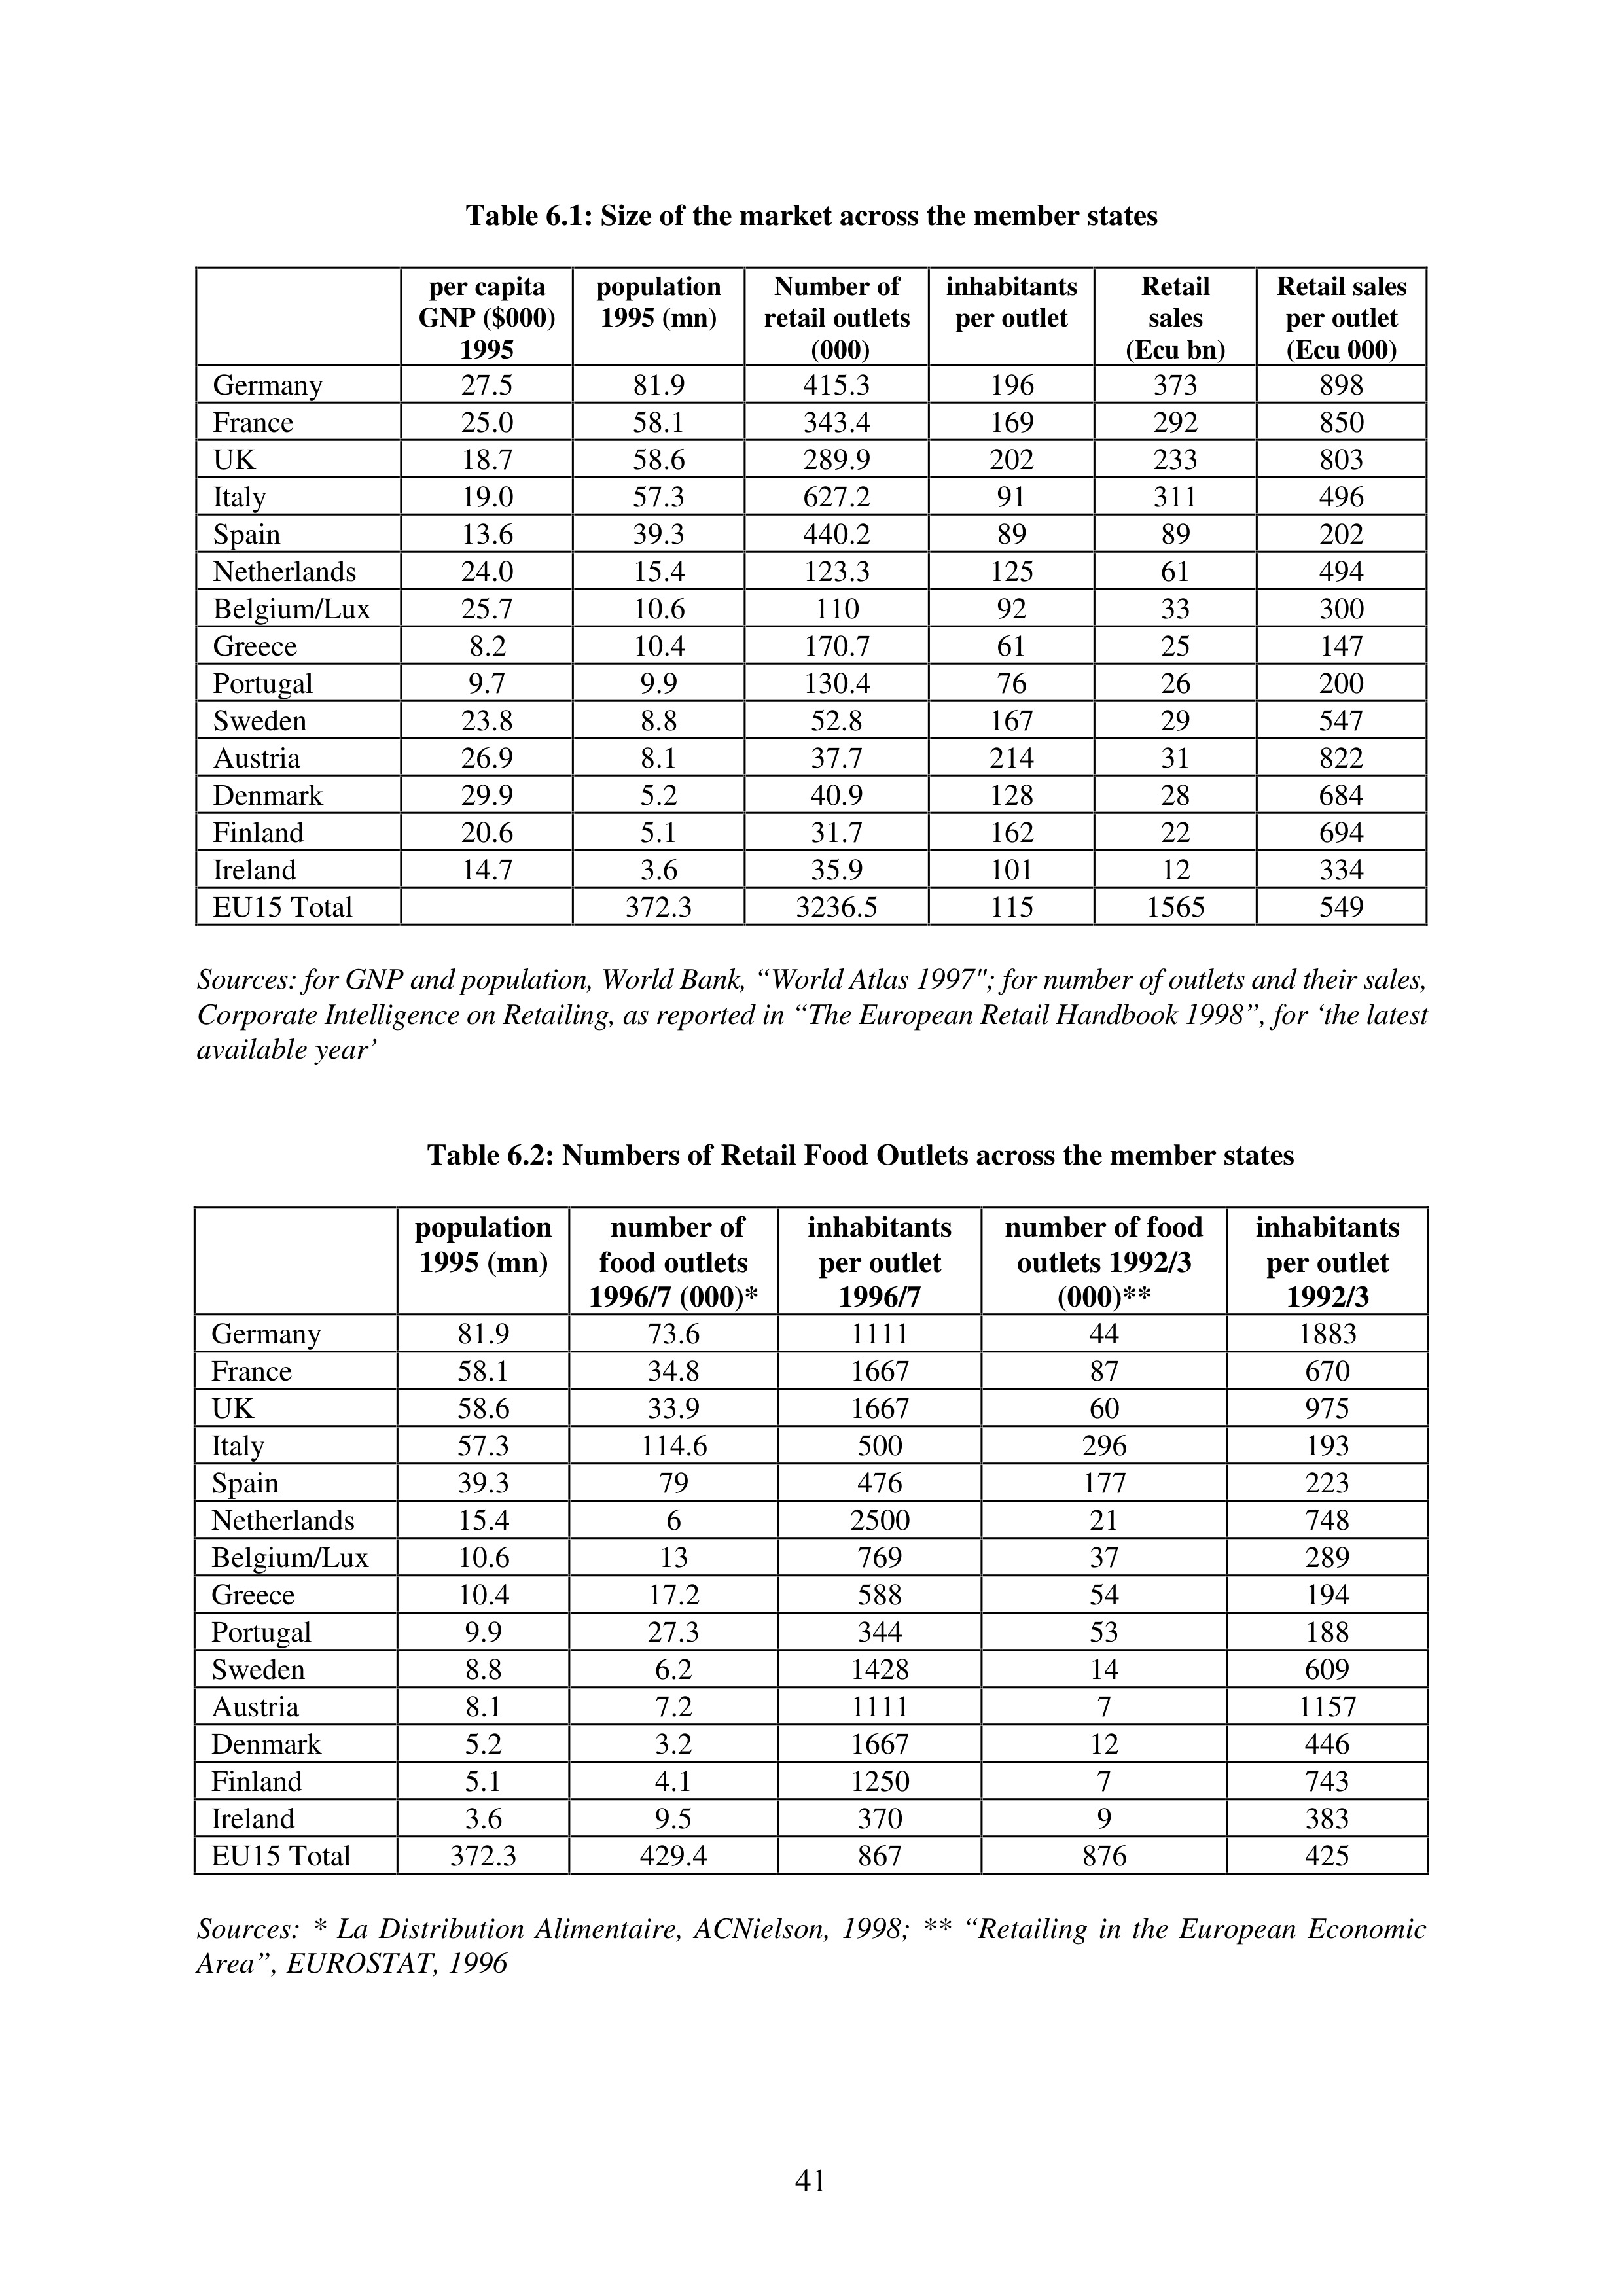 Table 6.1: Size of the market across the member states
per capita GNP ($000) 1995 population 1995 (mn) Number of retail outlets (000) inhabitants per outlet Retail sales (Ecu bn) Retail sales per outlet (Ecu 000)
Germany 27.5 81.9 415.3 196 373 898
France 25.0 58.1 343.4 169 292 850
UK 18.7 58.6 289.9 202 233 803
Italy 19.0 57.3 627.2 91 311 496
Spain 13.6 39.3 440.2 89 89 202
Netherlands 24.0 15.4 123.3 125 61 494
Belgium/Lux 25.7 10.6 110 92 33 300
Greece 8.2 10.4 170.7 61 25 147
Portugal 9.7 9.9 130.4 76 26 200
Sweden 23.8 8.8 52.8 167 29 547
Austria 26.9 8.1 37.7 214 31 822
Denmark 29.9 5.2 40.9 128 28 684
Finland 20.6 5.1 31.7 162 22 694
Ireland 14.7 3.6 35.9 101 12 334
EU15 Total 372.3 3236.5 115 1565 549
Sources: for GNP and population, World Bank, “World Atlas 1997"; for number of outlets and their sales,
Corporate Intelligence on Retailing, as reported in “The European Retail Handbook 1998”, for ‘the latest
available year’
Table 6.2: Numbers of Retail Food Outlets across the member states
population 1995 (mn) number of food outlets 1996/7 (000)* inhabitants per outlet 1996/7 number of food outlets 1992/3 (000)** inhabitants per outlet 1992/3
Germany 81.9 73.6 1111 44 1883
France 58.1 34.8 1667 87 670
UK 58.6 33.9 1667 60 975
Italy 57.3 114.6 500 296 193
Spain 39.3 79 476 177 223
Netherlands 15.4 6 2500 21 748
Belgium/Lux 10.6 13 769 37 289
Greece 10.4 17.2 588 54 194
Portugal 9.9 27.3 344 53 188
Sweden 8.8 6.2 1428 14 609
Austria 8.1 7.2 1111 7 1157
Denmark 5.2 3.2 1667 12 446
Finland 5.1 4.1 1250 7 743
Ireland 3.6 9.5 370 9 383
EU15 Total 372.3 429.4 867 876 425
Sources: * La Distribution Alimentaire, ACNielson, 1998; ** “Retailing in the European Economic
Area”, EUROSTAT, 1996
41